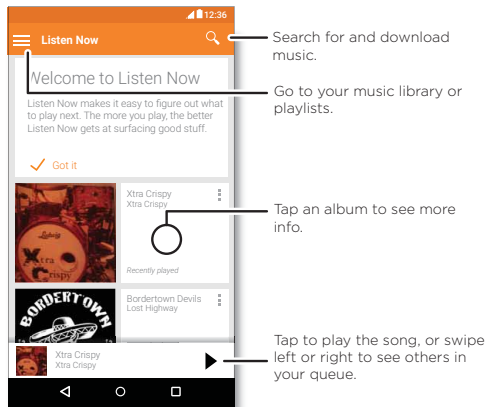 12:36
Listen Now
Search for and download
music.
Welcome to Listen Now
Go to your music library or
playlists.
Listen Now makes it easy to figure out what
to play next. The more you play, the better
Listen Now gets at surfacing good stuff.
Got it
Ludwig
Xtra
Crispy
Xtra Crispy
Xtra Crispy
Recently played
Tap an album to see more
info.
BORDERTOWN
Bordertown Devils
Lost Highway
Xtra Crispy
Xtra Crispy
Tap to play the song, or swipe
left or right to see others in
your queue.